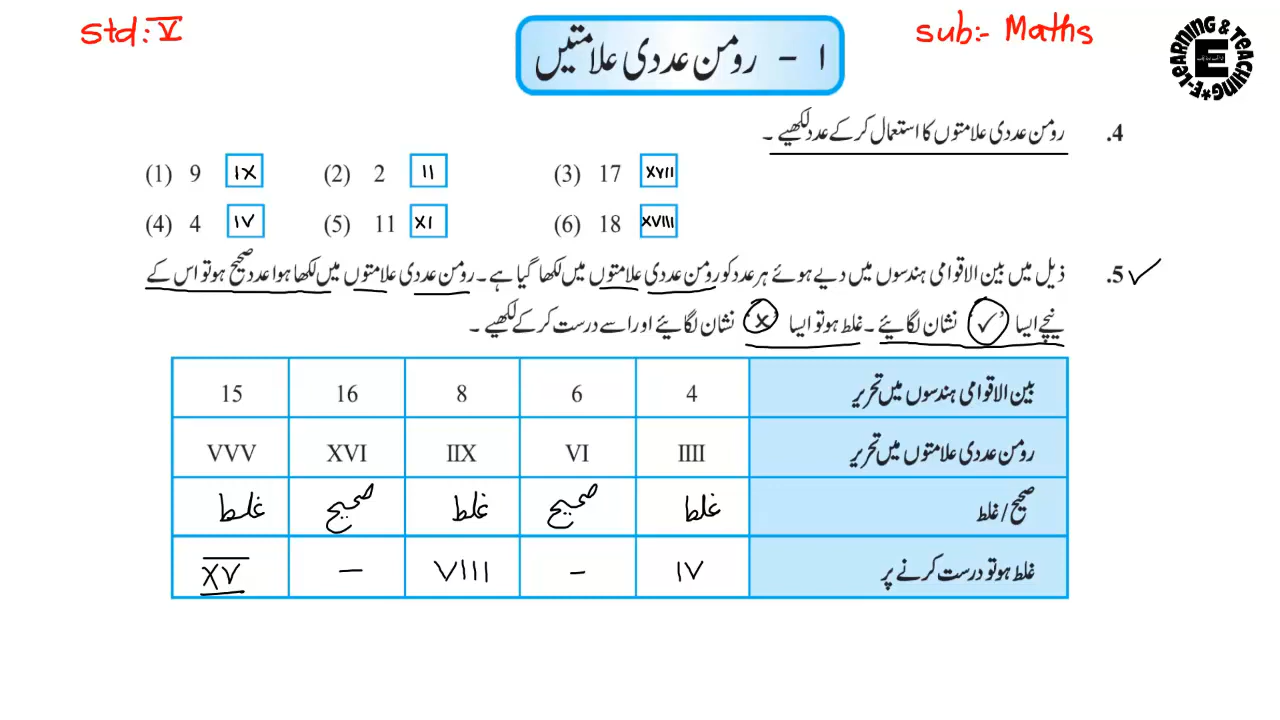 Std: V
Sub:- Maths
E-LEARNING & TEACHING
E
۱ - رومن عددی علامتیں
4. رومن عددی علامتوں کا استعمال کر کے عدد لکھیے ۔
(1) 9 IX (2) 2 II (3) 17 XVII
(4) 4 IV (5) 11 XI (6) 18 XVIII
5. ذیل میں بین الاقوامی ہندسوں میں دیے ہوئے ہر عدد کو رومن عددی علامتوں میں لکھا گیا ہے۔ رومن عددی علامتوں میں لکھا ہوا عدد صحیح ہو تو اس کے ✓
نیچے ایسا ✓ نشان لگائیے ۔ غلط ہو تو ایسا × نشان لگائیے اور اسے درست کر کے لکھیے ۔
بین الاقوامی ہندسوں میں تحریر 4 6 8 16 15
رومن عددی علامتوں میں تحریر IIII VI IIX XVI VVV
صحیح/غلط غلط صحیح غلط صحیح غلط
غلط ہو تو درست کرنے پر IV - VIII - XV